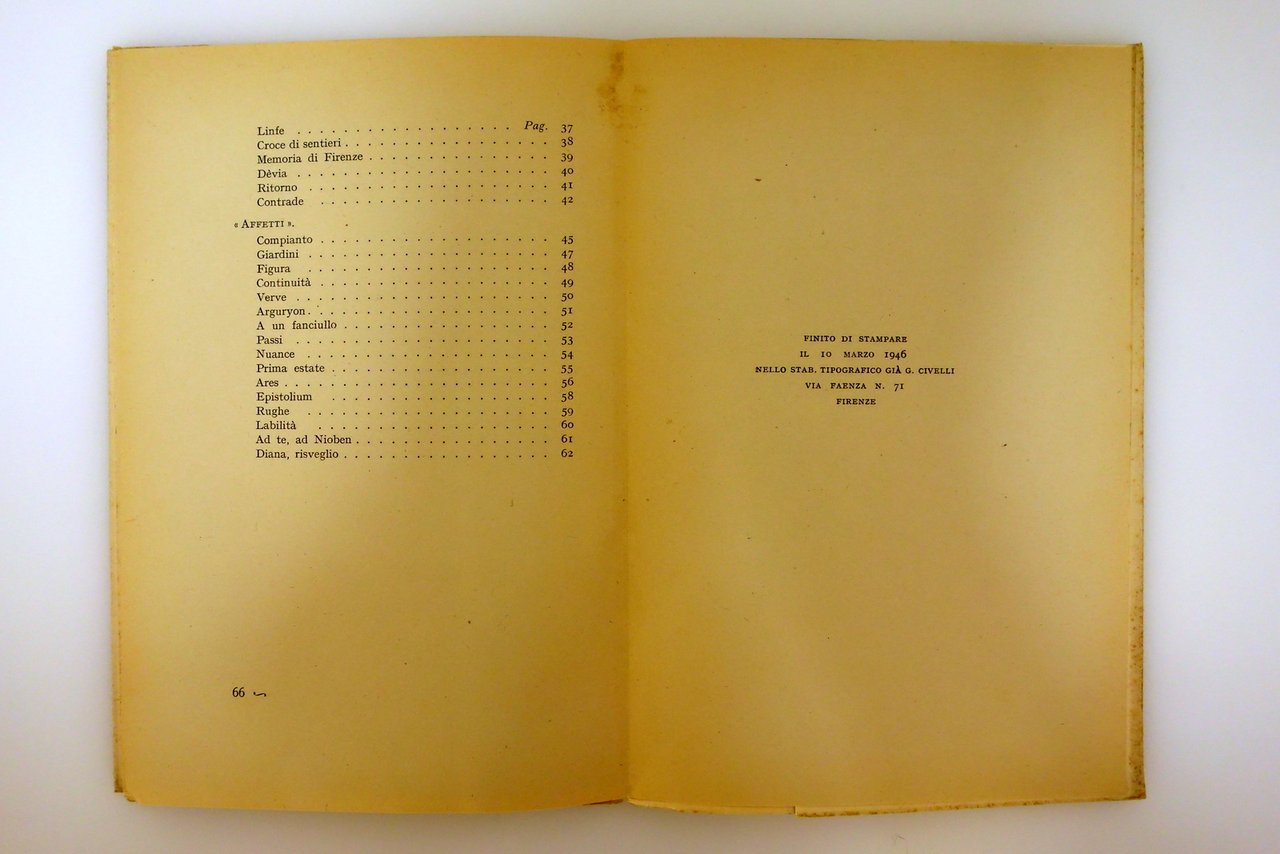 Linfe . . . . . . . . . . . . . . Pag. 37
Croce di sentieri . . . . . . . . . . . . . 38
Memoria di Firenze . . . . . . . . . . . . 39
Dèvia . . . . . . . . . . . . . . . . 40
Ritorno . . . . . . . . . . . . . . . 41
Contrade . . . . . . . . . . . . . . . 42
« AFFETTI ».
Compianto . . . . . . . . . . . . . . . 45
Giardini . . . . . . . . . . . . . . . . 47
Figura . . . . . . . . . . . . . . . . 48
Continuità . . . . . . . . . . . . . . . 49
Verve . . . . . . . . . . . . . . . . 50
Arguryon . . . . . . . . . . . . . . . . 51
A un fanciullo . . . . . . . . . . . . . 52
Passi . . . . . . . . . . . . . . . . 53
Nuance . . . . . . . . . . . . . . . . 54
Prima estate . . . . . . . . . . . . . . 55
Ares . . . . . . . . . . . . . . . . . 56
Epistolium . . . . . . . . . . . . . . 58
Rughe . . . . . . . . . . . . . . . . 59
Labilità . . . . . . . . . . . . . . . 60
Ad te, ad Nioben . . . . . . . . . . . . . 61
Diana, risveglio . . . . . . . . . . . . . 62
66
FINITO DI STAMPARE
IL 10 MARZO 1946
NELLO STAB. TIPOGRAFICO GIÀ G. CIVELLI
VIA FAENZA N. 71
FIRENZE